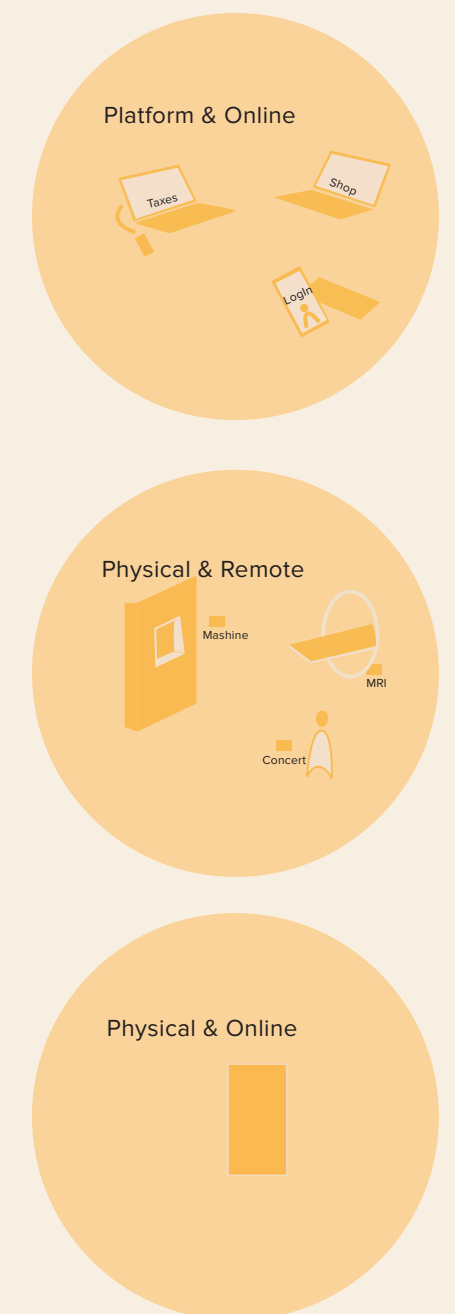 Platform & Online
Taxes
Shop
LogIn
Physical & Remote
Mashine
MRI
Concert
Physical & Online